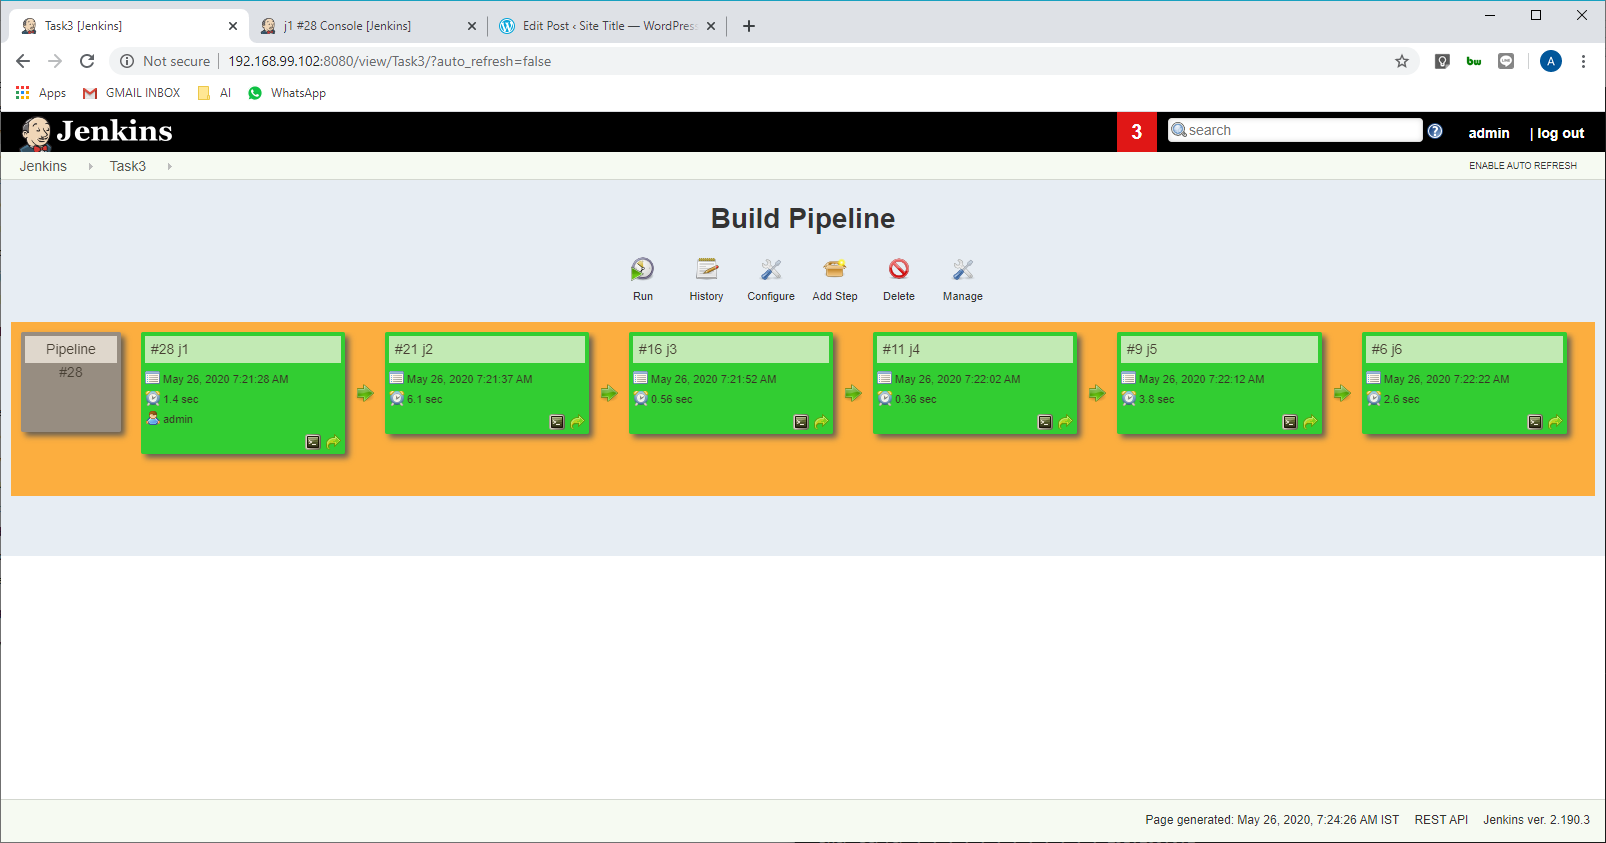 Task3 [Jenkins]
j1 #28 Console [Jenkins]
Edit Post ‹ Site Title — WordPress
Not secure
192.168.99.102:8080/view/Task3/?auto_refresh=false
bw
A
Apps
GMAIL INBOX
AI
WhatsApp
Jenkins
3
search
admin
| log out
Jenkins
Task3
ENABLE AUTO REFRESH
Build Pipeline
Run
History
Configure
Add Step
Delete
Manage
Pipeline
#28
#28 j1
May 26, 2020 7:21:28 AM
1.4 sec
admin
#21 j2
May 26, 2020 7:21:37 AM
6.1 sec
#16 j3
May 26, 2020 7:21:52 AM
0.56 sec
#11 j4
May 26, 2020 7:22:02 AM
0.36 sec
#9 j5
May 26, 2020 7:22:12 AM
3.8 sec
#6 j6
May 26, 2020 7:22:22 AM
2.6 sec
Page generated: May 26, 2020, 7:24:26 AM IST
REST API
Jenkins ver. 2.190.3